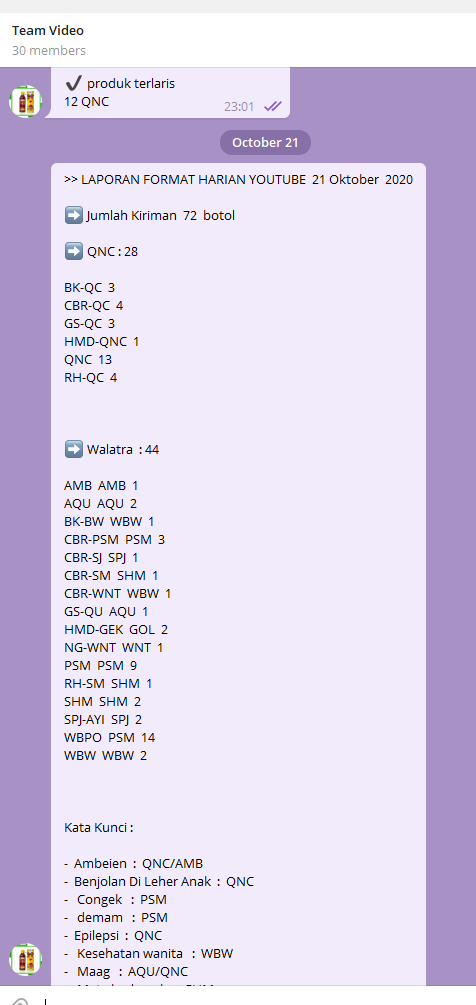 Team Video
30 members
✔ produk terlaris
12 QNC
23:01
October 21
>> LAPORAN FORMAT HARIAN YOUTUBE 21 Oktober 2020
➡ Jumlah Kiriman 72 botol
➡ QNC : 28
BK-QC 3
CBR-QC 4
GS-QC 3
HMD-QNC 1
QNC 13
RH-QC 4
➡ Walatra : 44
AMB AMB 1
AQU AQU 2
BK-BW WBW 1
CBR-PSM PSM 3
CBR-SJ SPJ 1
CBR-SM SHM 1
CBR-WNT WBW 1
GS-QU AQU 1
HMD-GEK GOL 2
NG-WNT WNT 1
PSM PSM 9
RH-SM SHM 1
SHM SHM 2
SPJ-AYI SPJ 2
WBPO PSM 14
WBW WBW 2
Kata Kunci :
- Ambeien : QNC/AMB
- Benjolan Di Leher Anak : QNC
- Congek : PSM
- demam : PSM
- Epilepsi : QNC
- Kesehatan wanita : WBW
- Maag : AQU/QNC